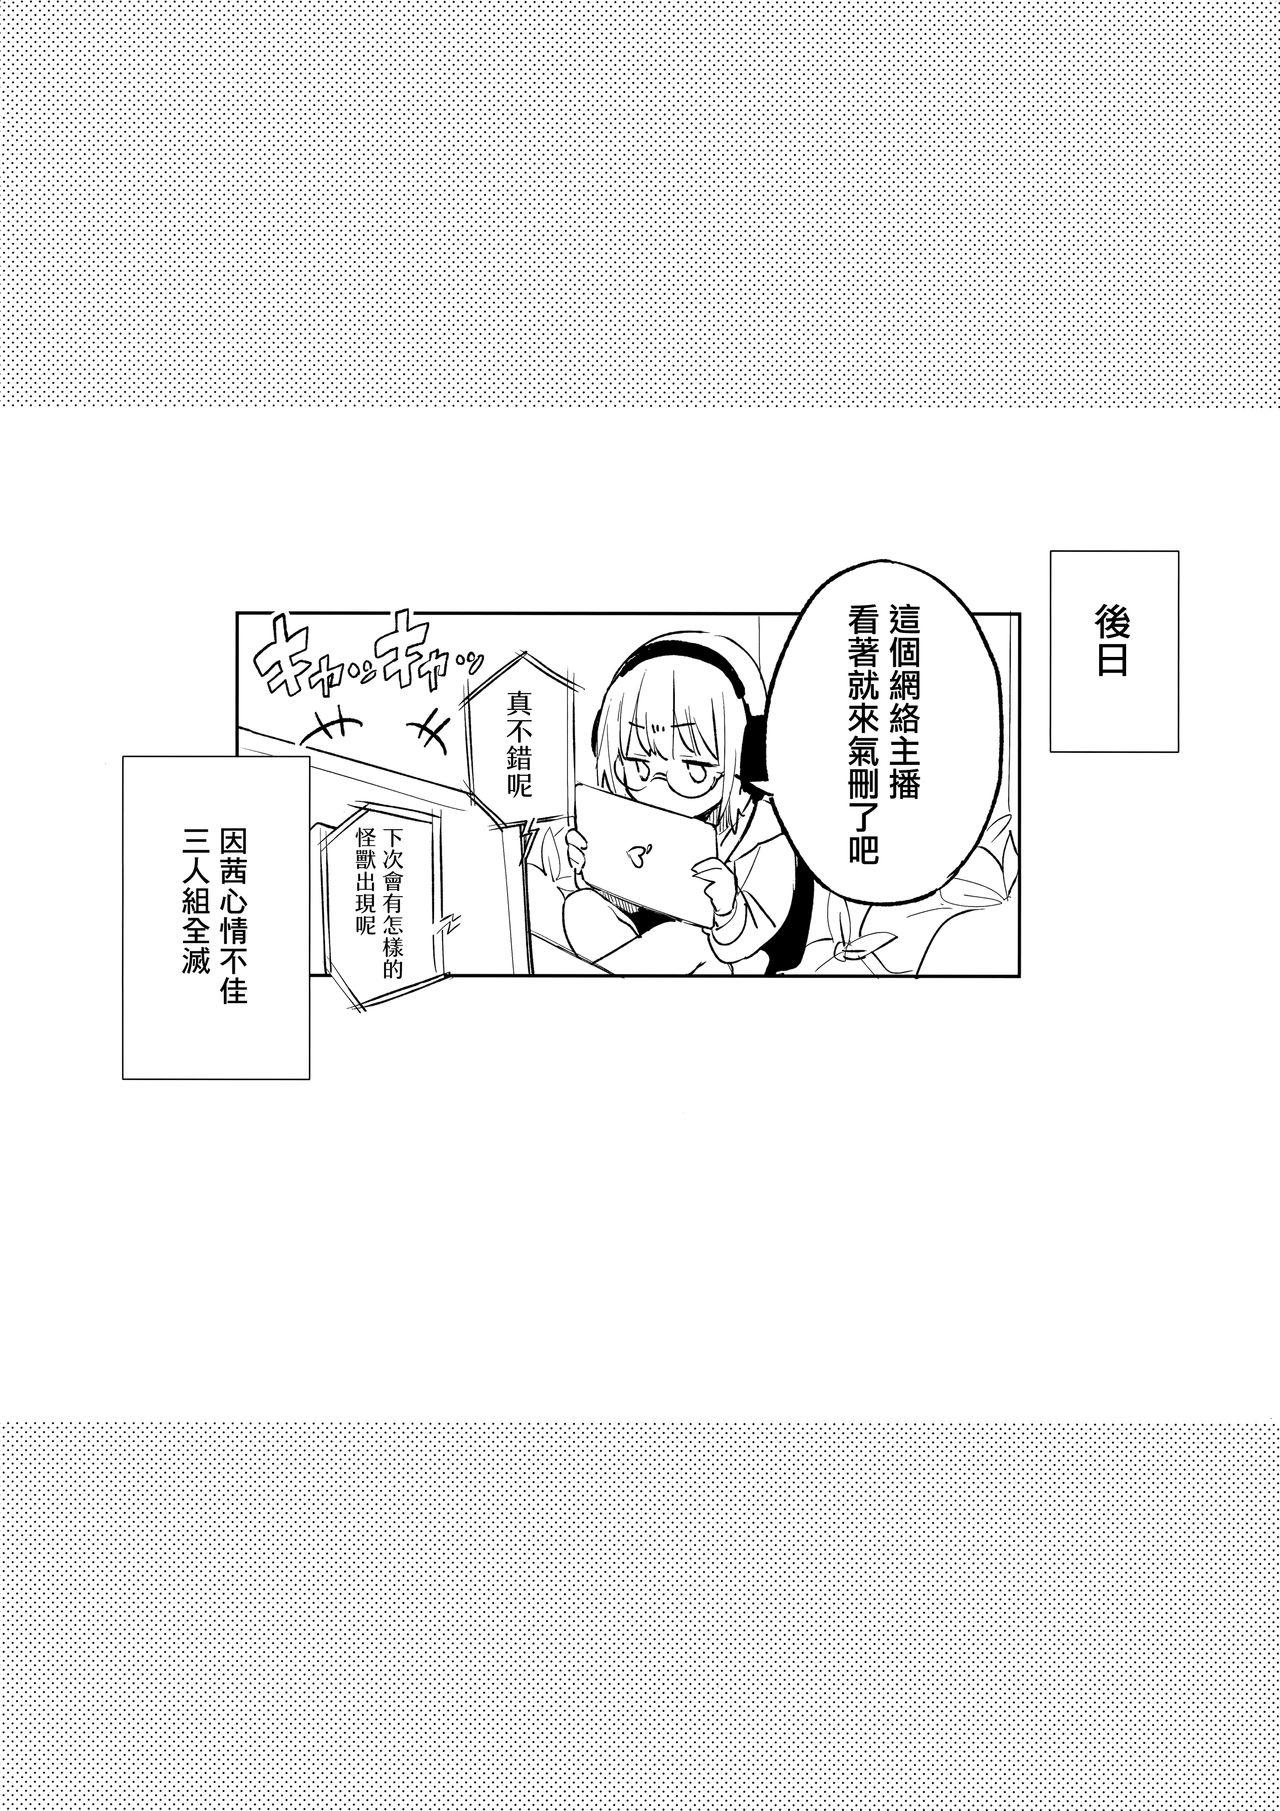 後日
這個網絡主播
看著就來氣刪了吧
真不錯呢
キャッキャッ
下次會有怎樣的
怪獸出現呢
因茜心情不佳
三人組全滅